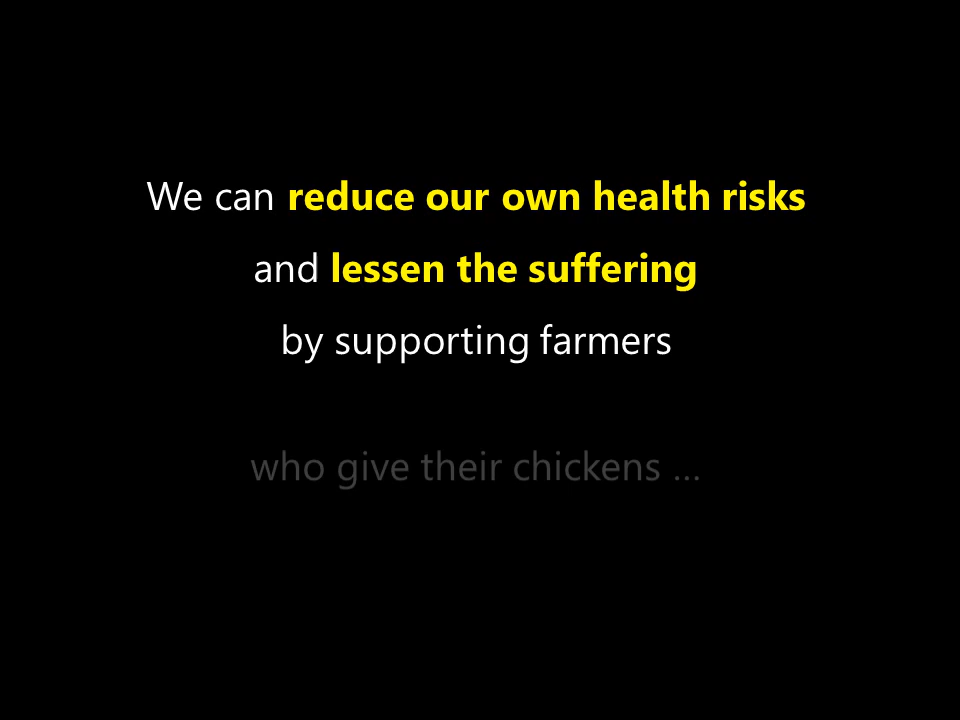 We can reduce our own health risks
and lessen the suffering
by supporting farmers
who give their chickens ...